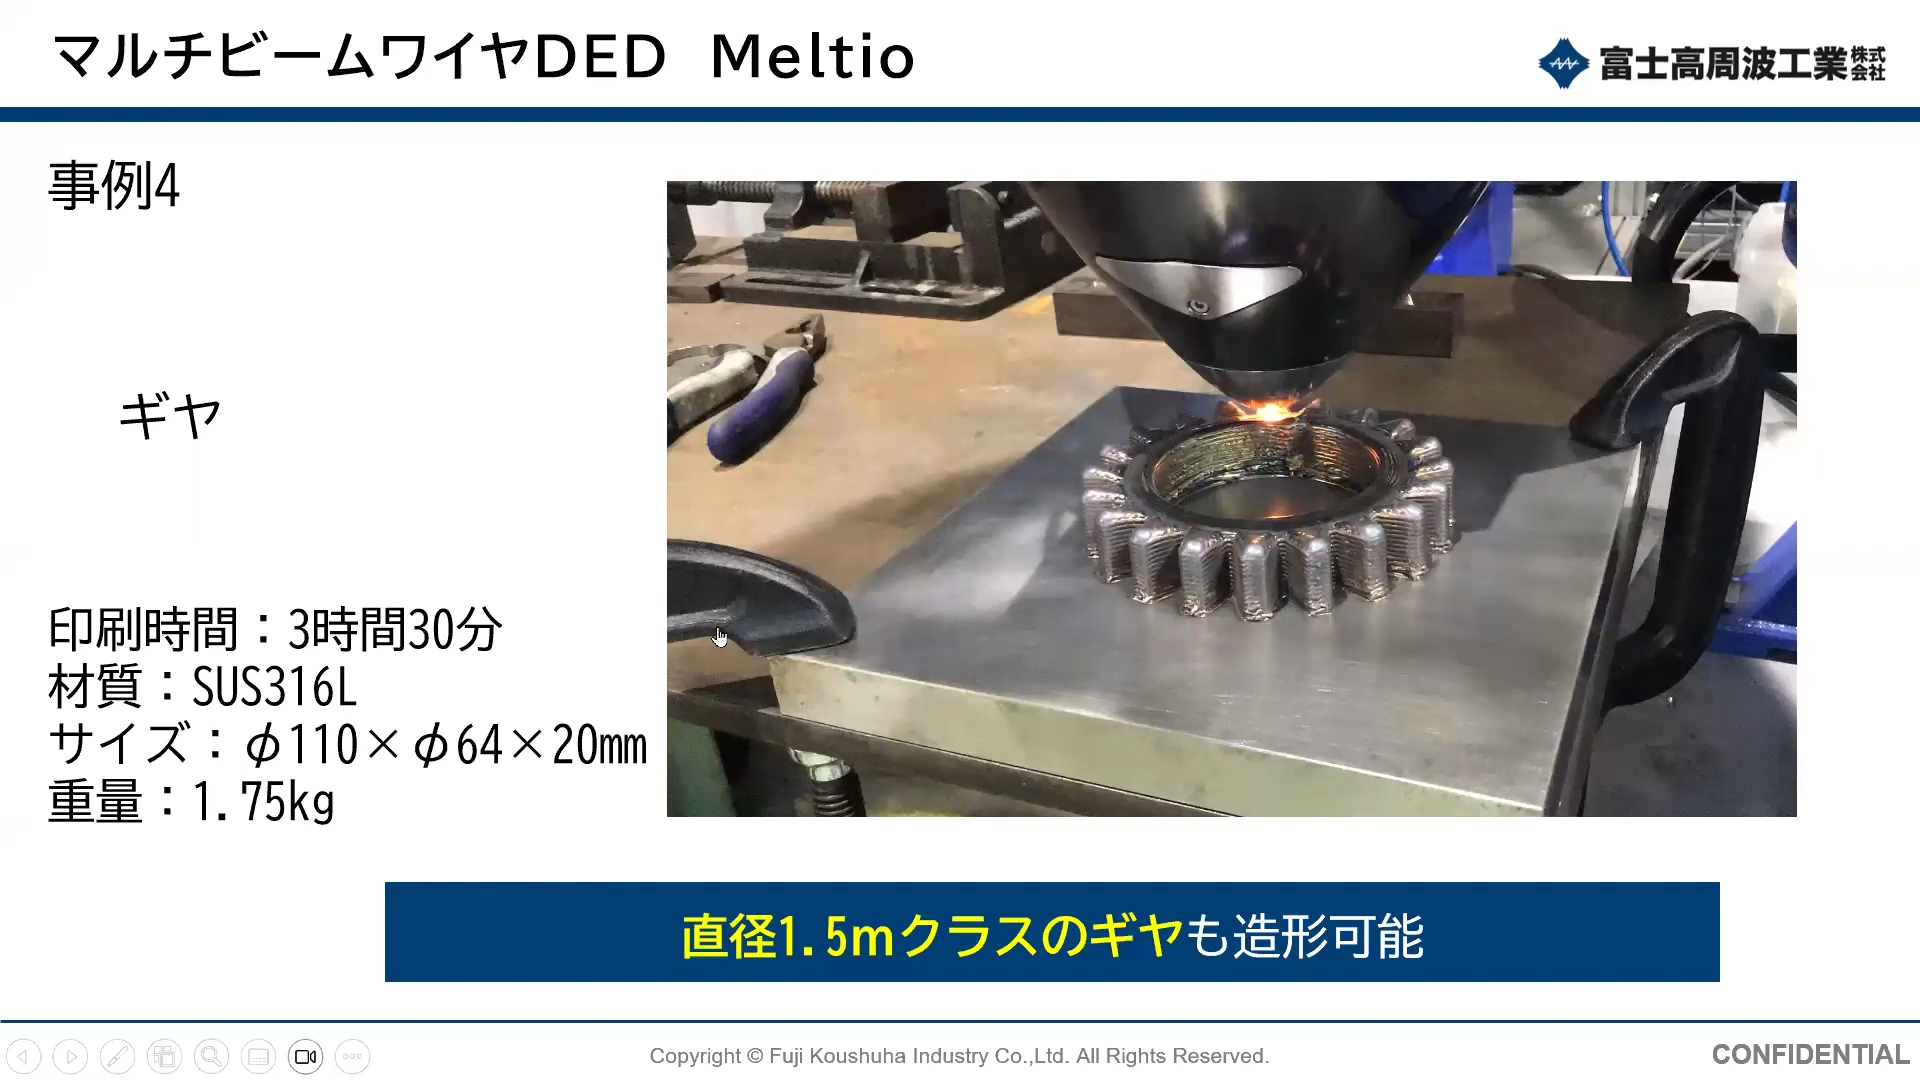 マルチビームワイヤDED　Meltio
富士高周波工業株式会社
事例4
ギヤ
印刷時間：3時間30分
材質：SUS316L
サイズ：φ110×φ64×20㎜
重量：1.75kg
直径1.5mクラスのギヤも造形可能
Copyright © Fuji Koushuha Industry Co.,Ltd. All Rights Reserved.
CONFIDENTIAL